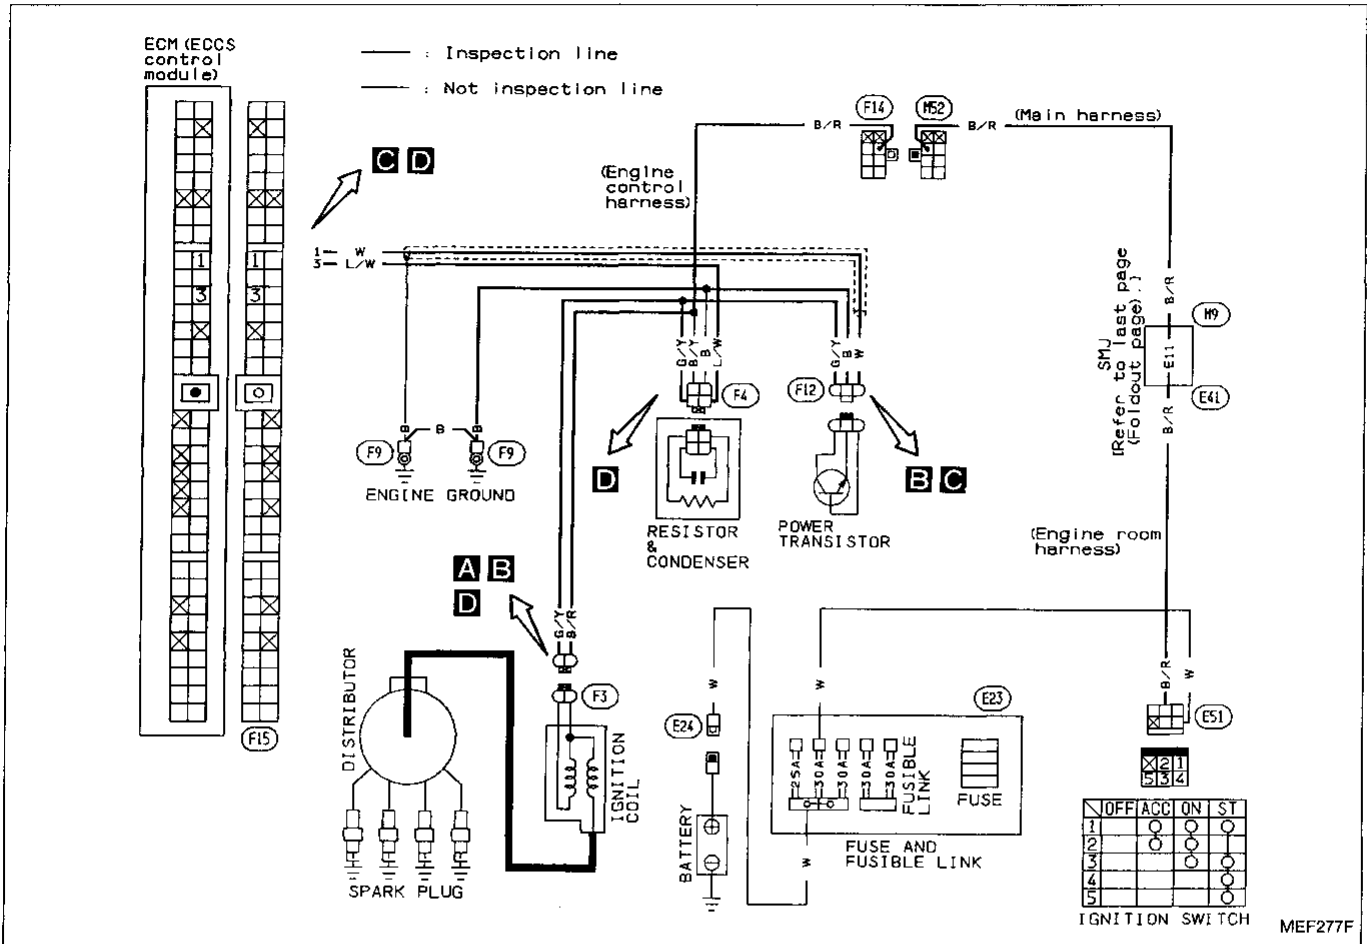 ECM (ECCS
control
module)
: Inspection line
: Not inspection line
C D
1 W
3 L/W
1
3
1
3
F15
(Engine
control
harness)
B/R
F14
M52
B/R
(Main harness)
B/R
M9
SMJ
[Refer to last page
(Foldout page).]
E11
E41
B/R
G/Y
B/Y
B
L/W
F4
D
RESISTOR
&
CONDENSER
G/Y
B
W
F12
B C
POWER
TRANSISTOR
B
B
B
F9
F9
ENGINE GROUND
(Engine room
harness)
A B
D
G/Y
B/R
F3
IGNITION
COIL
DISTRIBUTOR
SPARK PLUG
W
E24
BATTERY
W
W
E23
25A
30A
30A
30A
30A
FUSIBLE
LINK
FUSE
FUSE AND
FUSIBLE LINK
B/R
W
E51
2 1
5 3 4
OFF ACC ON ST
1
2
3
4
5
IGNITION SWITCH
MEF277F